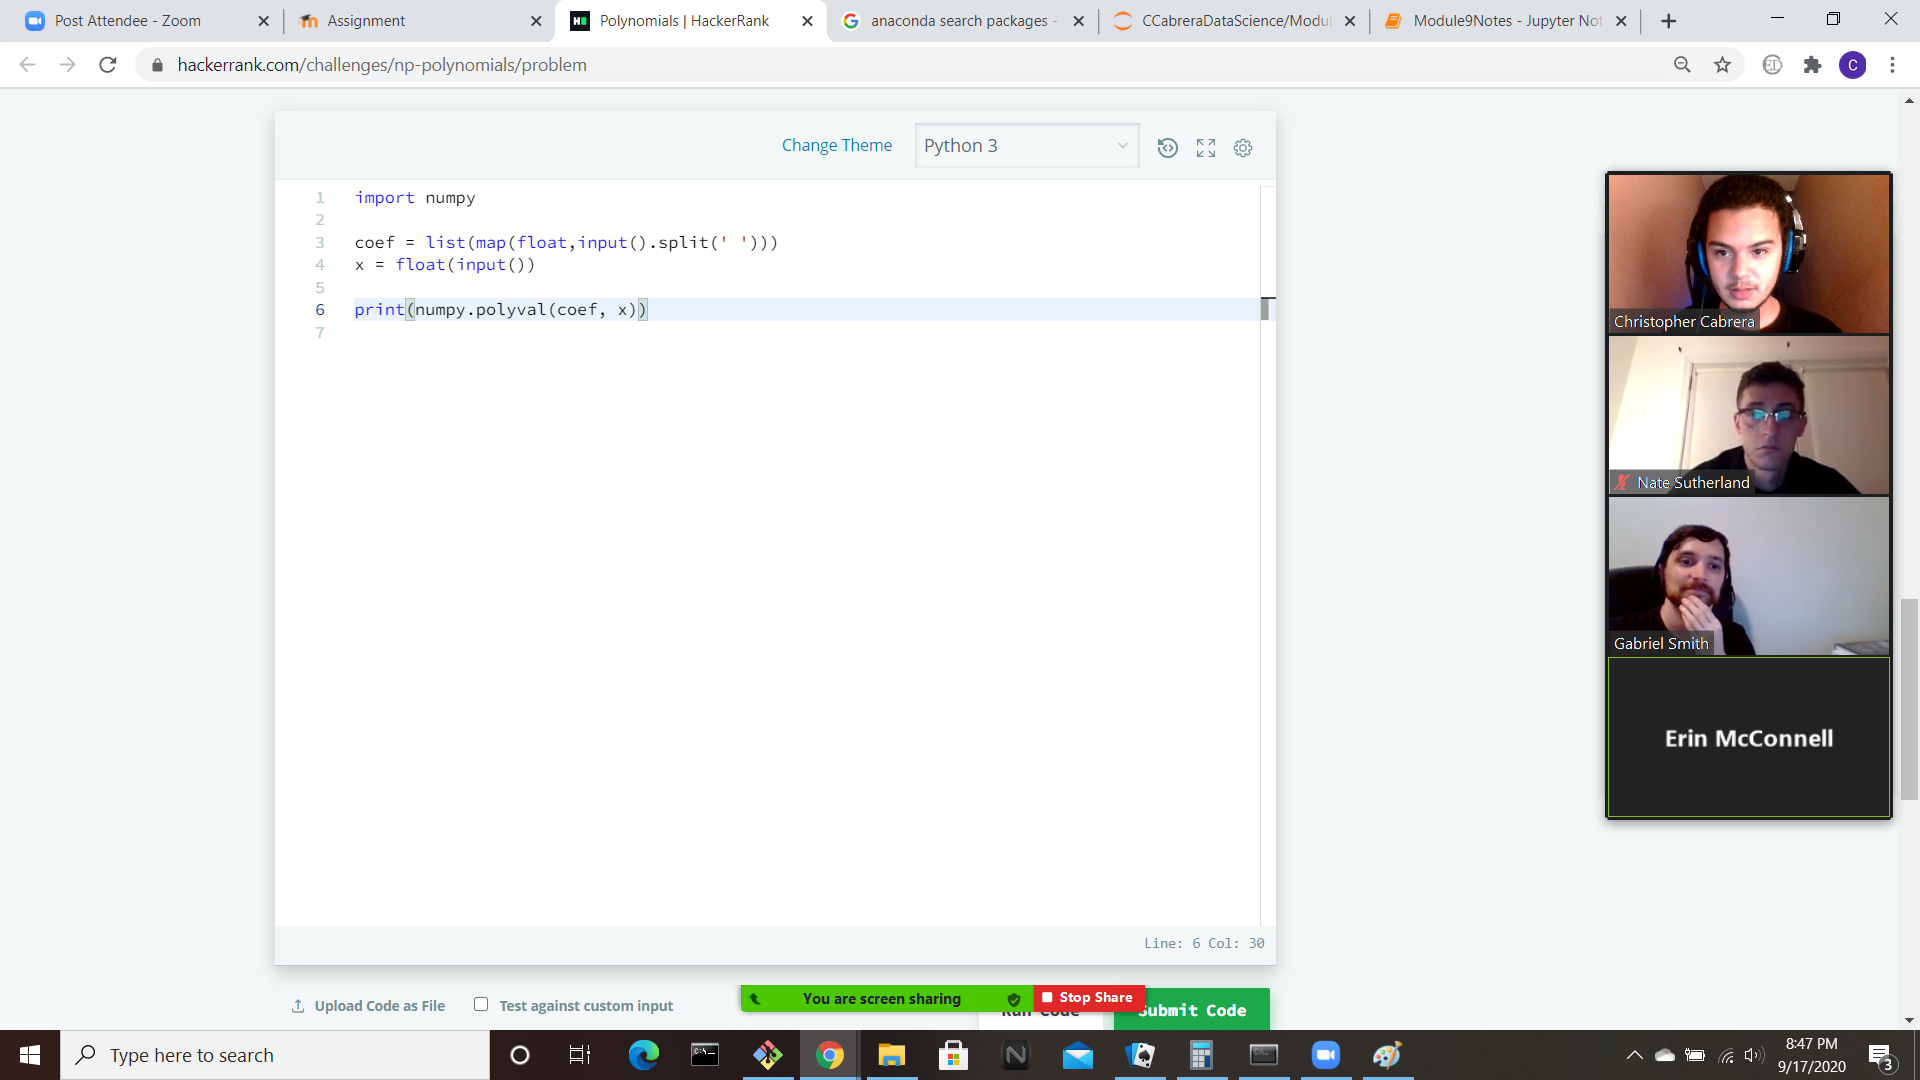 Post Attendee - Zoom
Assignment
Polynomials | HackerRank
anaconda search packages -
CCabreraDataScience/Modul
Module9Notes - Jupyter Not
hackerrank.com/challenges/np-polynomials/problem
C
Change Theme
Python 3
1 import numpy
2
3 coef = list(map(float,input().split(' ')))
4 x = float(input())
5
6 print(numpy.polyval(coef, x))
7
Christopher Cabrera
Nate Sutherland
Gabriel Smith
Erin McConnell
Line: 6 Col: 30
Upload Code as File
Test against custom input
You are screen sharing
Stop Share
Run Code
Submit Code
Type here to search
8:47 PM
9/17/2020
3